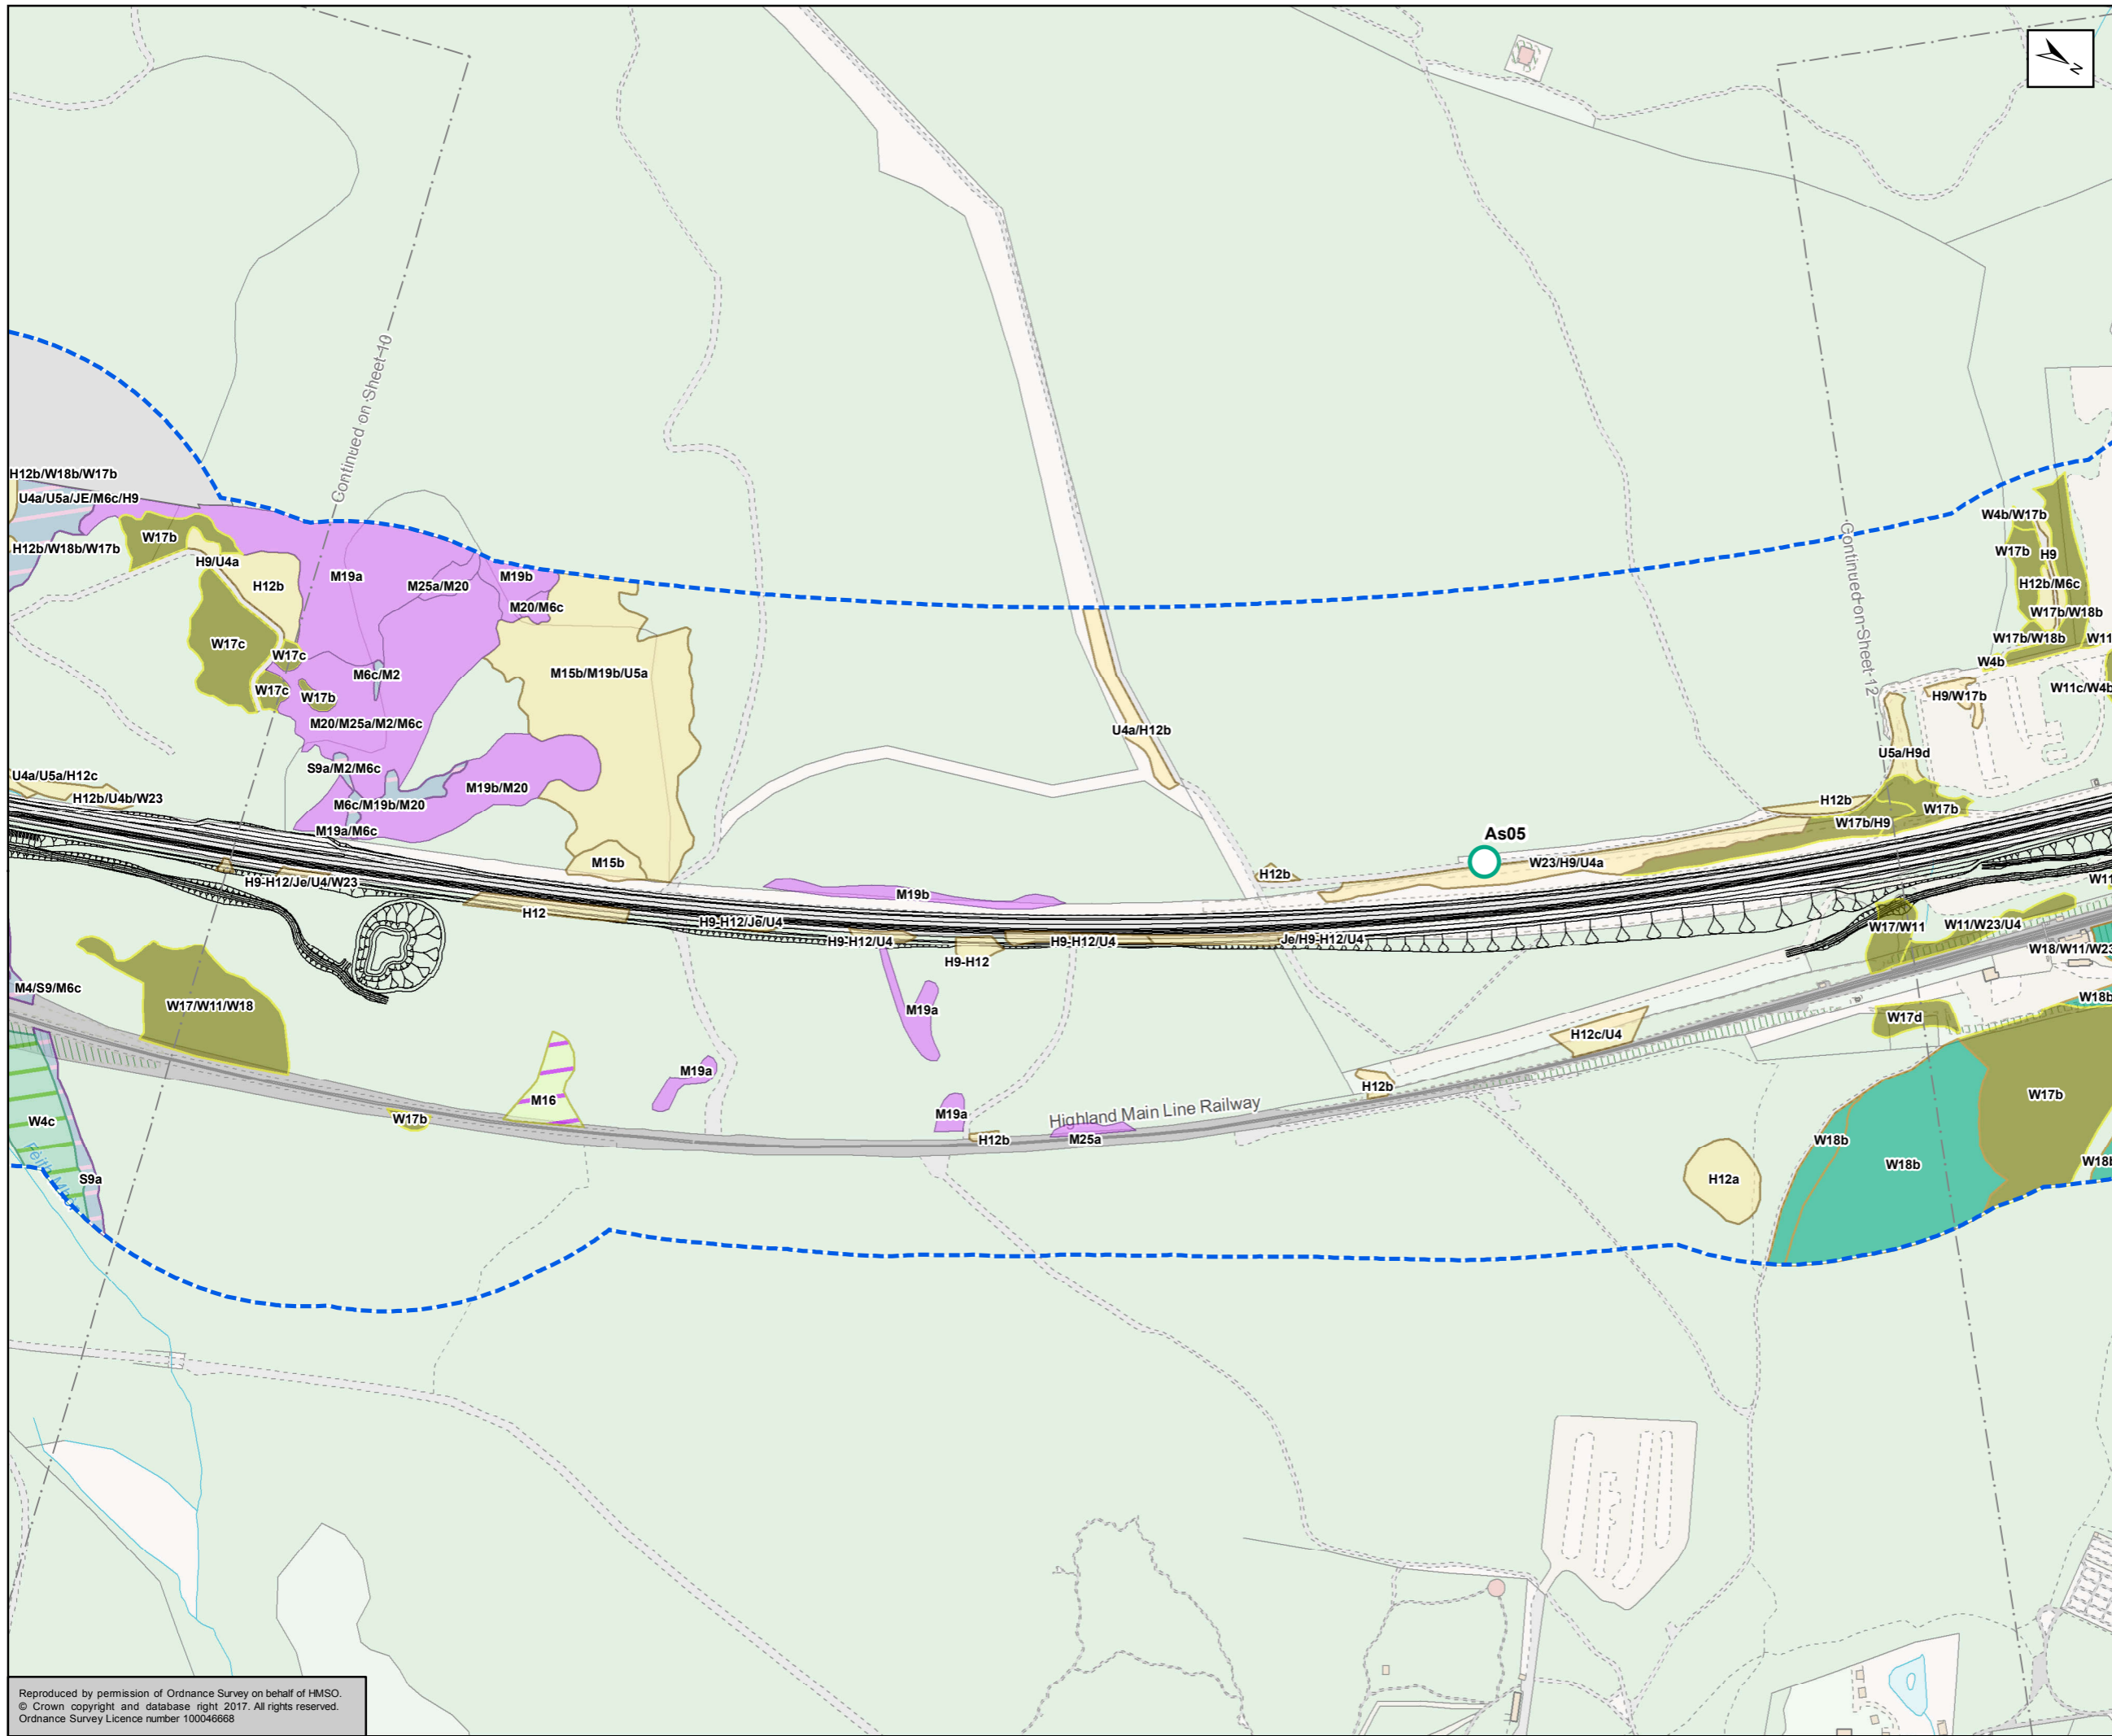 N
Continued on Sheet 10
H12b/W18b/W17b
U4a/U5a/JE/M6c/H9
W17b
H12b/W18b/W17b
H9/U4a
H12b
M19a
M25a/M20
M19b
M20/M6c
W17c
W17c
M6c/M2
M15b/M19b/U5a
W17c
W17b
M20/M25a/M2/M6c
U4a/H12b
S9a/M2/M6c
U4a/U5a/H12c
H12b/U4b/W23
M19b/M20
M6c/M19b/M20
M19a/M6c
M15b
H9-H12/Je/U4/W23
H12
M19b
H9-H12/Je/U4
H9-H12/U4
H9-H12
H9-H12/U4
Je/H9-H12/U4
H12b
As05
W23/H9/U4a
H12b
W17b/H9
W17b
U5a/H9d
H9/W17b
Continued on Sheet 12
W4b/W17b
W17b
H9
H12b/M6c
W17b/W18b
W17b/W18b
W11
W4b
W11c/W4b
W11
W17/W11
W11/W23/U4
W18/W11/W23
W18b
W17d
M4/S9/M6c
W17/W11/W18
M19a
H12c/U4
M19a
H12b
M16
M19a
W17b
Highland Main Line Railway
H12b
M25a
W4c
S9a
W17b
W18b
W18b
W18b
H12a
Reproduced by permission of Ordnance Survey on behalf of HMSO.
© Crown copyright and database right 2017. All rights reserved.
Ordnance Survey Licence number 100046668